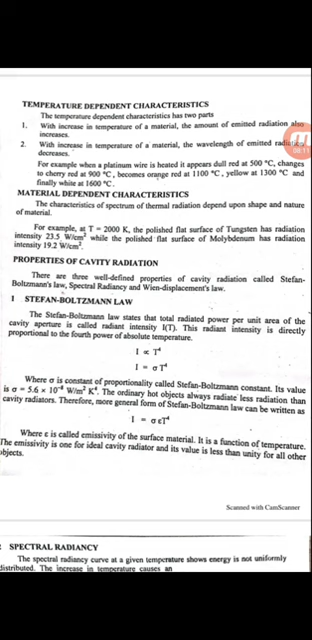 TEMPERATURE DEPENDENT CHARACTERISTICS
The temperature dependent characteristics has two parts
1. With increase in temperature of a material, the amount of emitted radiation also
increases.
2. With increase in temperature of a material, the wavelength of emitted radiation
decreases.
For example when a platinum wire is heated it appears dull red at 500 °C, changes
to cherry red at 900 °C, becomes orange red at 1100 °C, yellow at 1300 °C and
finally white at 1600 °C.
MATERIAL DEPENDENT CHARACTERISTICS
The characteristics of spectrum of thermal radiation depend upon shape and nature
of material.
For example, at T = 2000 K, the polished flat surface of Tungsten has radiation
intensity 23.5 W/cm² while the polished flat surface of Molybdenum has radiation
intensity 19.2 W/cm².
PROPERTIES OF CAVITY RADIATION
There are three well-defined properties of cavity radiation called Stefan-
Boltzmann's law, Spectral Radiancy and Wien-displacement's law.
1 STEFAN-BOLTZMANN LAW
The Stefan-Boltzmann law states that total radiated power per unit area of the
cavity aperture is called radiant intensity I(T). This radiant intensity is directly
proportional to the fourth power of absolute temperature.
I ∝ T⁴
I = σT⁴
Where σ is constant of proportionality called Stefan-Boltzmann constant. Its value
is σ = 5.6 × 10⁻⁸ W/m² K⁴. The ordinary hot objects always radiate less radiation than
cavity radiators. Therefore, more general form of Stefan-Boltzmann law can be written as
I = σεT⁴
Where ε is called emissivity of the surface material. It is a function of temperature.
The emissivity is one for ideal cavity radiator and its value is less than unity for all other
objects.
Scanned with CamScanner
SPECTRAL RADIANCY
The spectral radiancy curve at a given temperature shows energy is not uniformly
distributed. The increase in temperature causes an